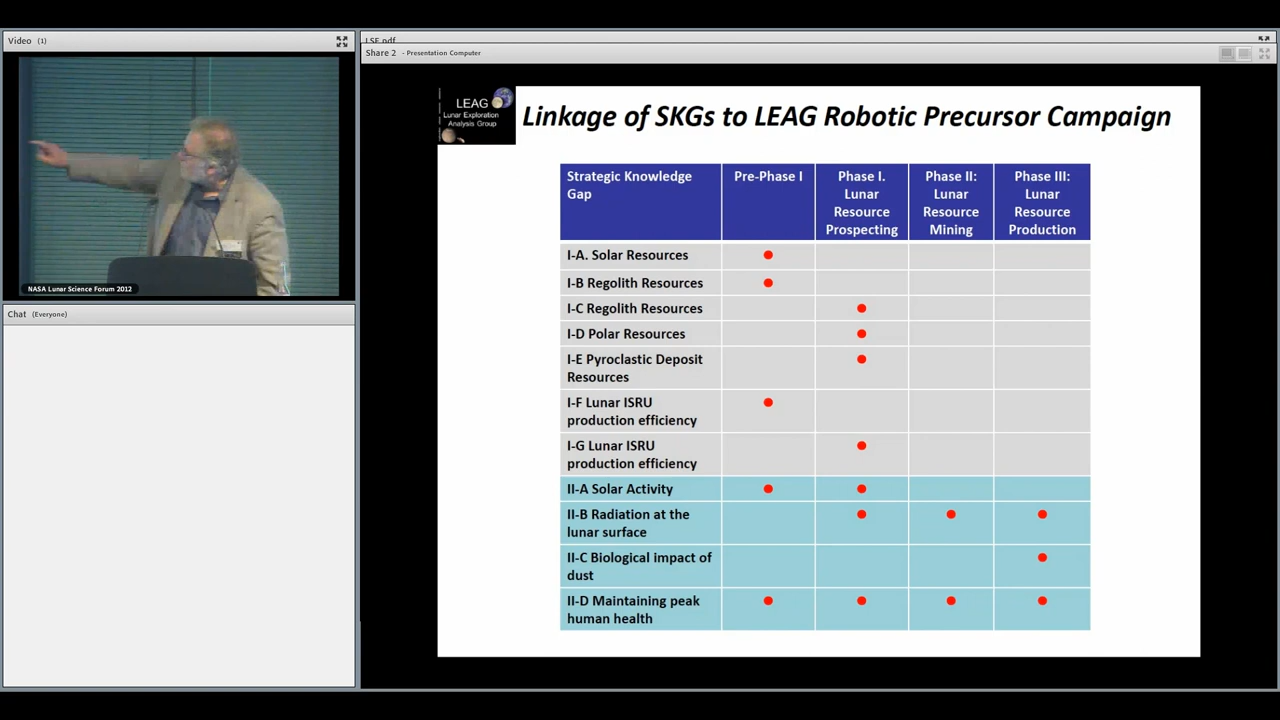 Video (1)
NASA Lunar Science Forum 2012
Chat (Everyone)
Share 2 - Presentation Computer
LEAG
Lunar Exploration
Analysis Group
Linkage of SKGs to LEAG Robotic Precursor Campaign
Strategic Knowledge
Gap
Pre-Phase I
Phase I.
Lunar
Resource
Prospecting
Phase II:
Lunar
Resource
Mining
Phase III:
Lunar
Resource
Production
I-A. Solar Resources
I-B Regolith Resources
I-C Regolith Resources
I-D Polar Resources
I-E Pyroclastic Deposit
Resources
I-F Lunar ISRU
production efficiency
I-G Lunar ISRU
production efficiency
II-A Solar Activity
II-B Radiation at the
lunar surface
II-C Biological impact of
dust
II-D Maintaining peak
human health